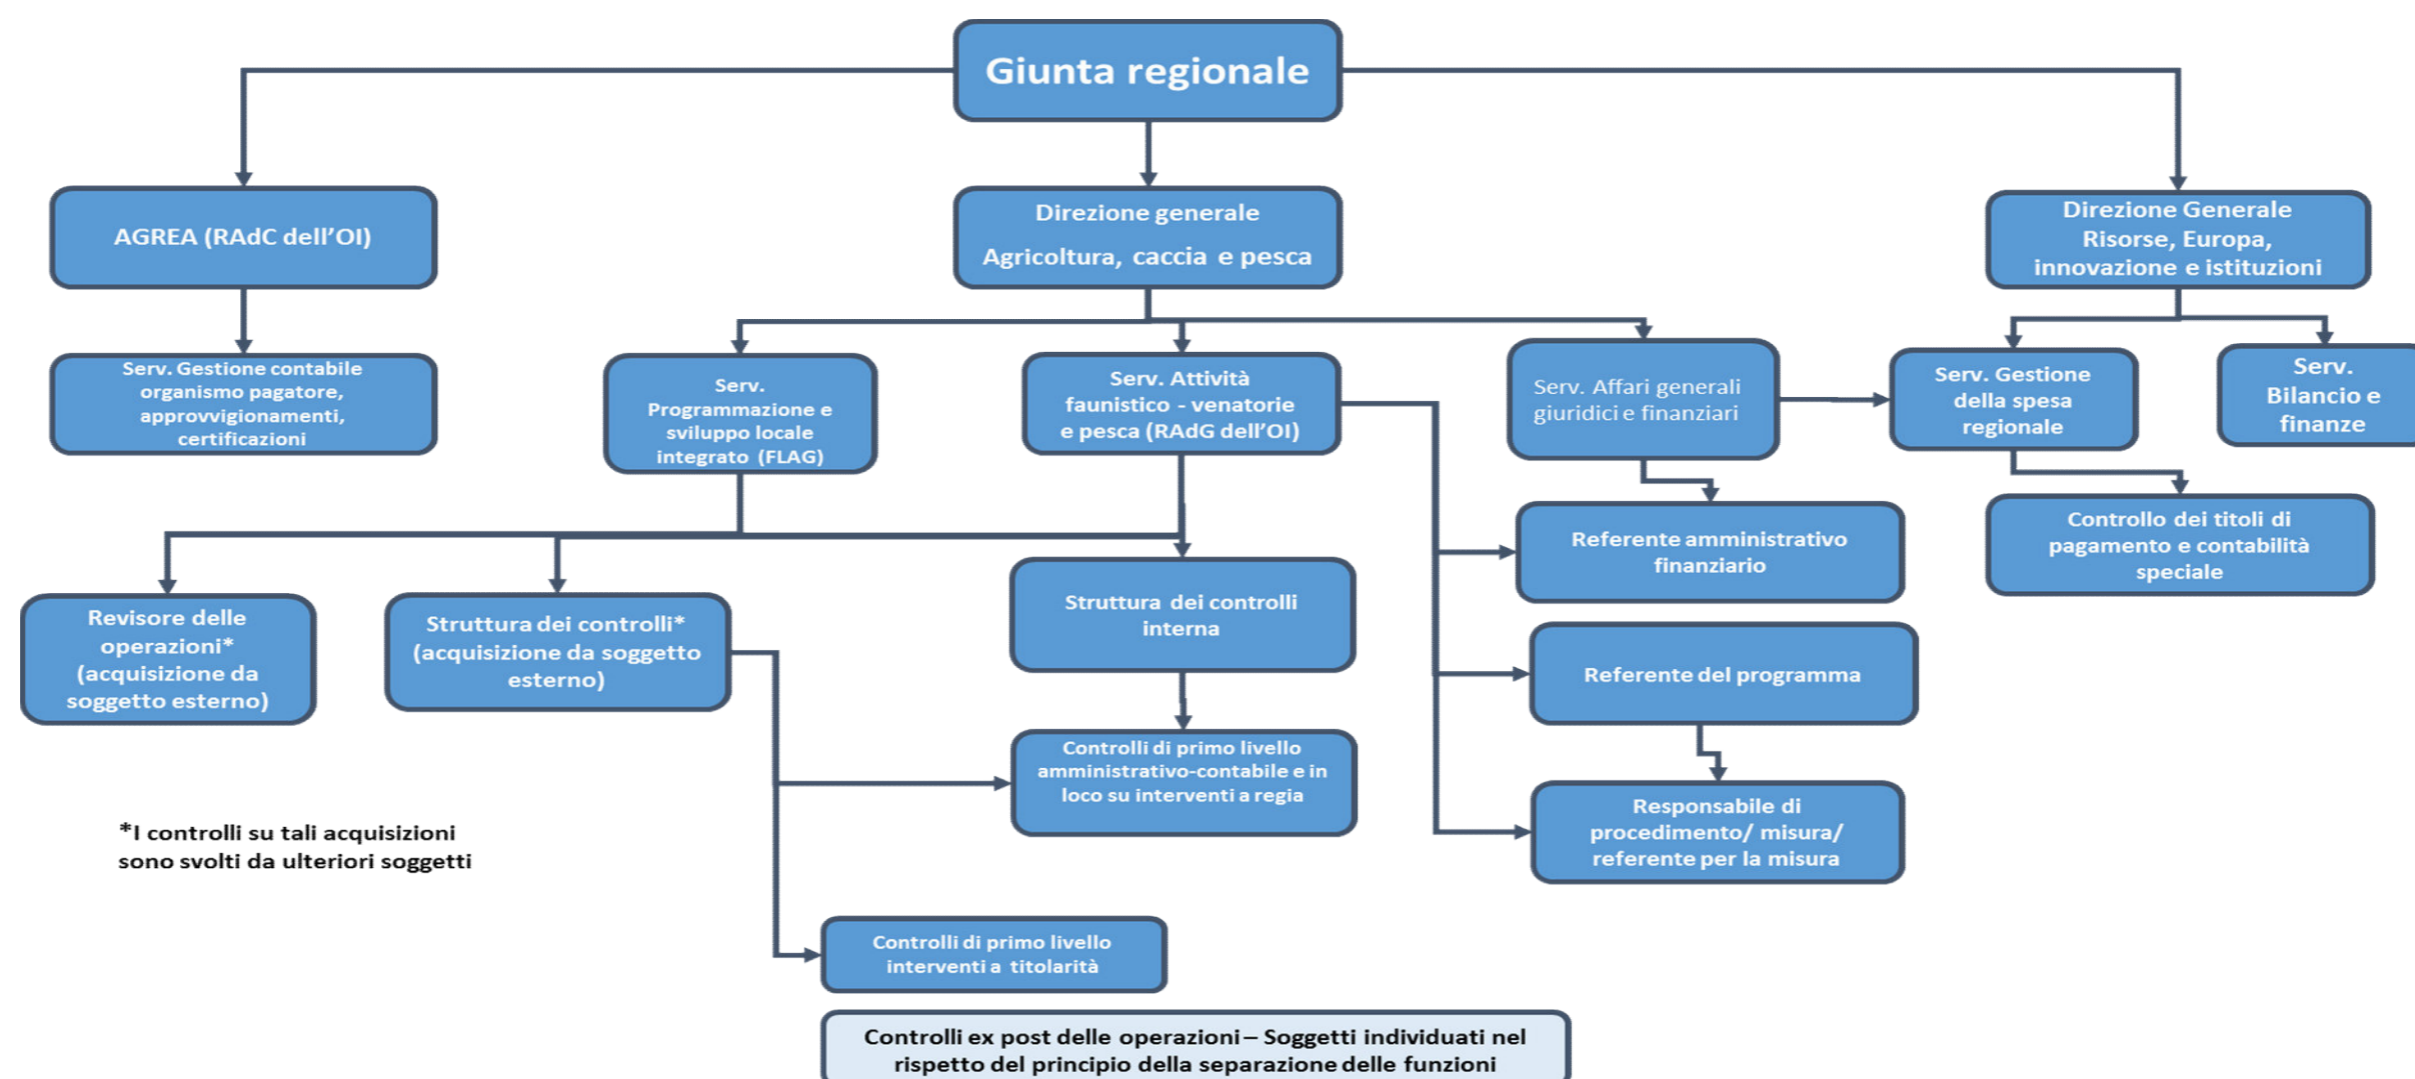 Giunta regionale
AGREA (RAdC dell'OI)
Direzione generale
Agricoltura, caccia e pesca
Direzione Generale
Risorse, Europa,
innovazione e istituzioni
Serv. Gestione contabile
organismo pagatore,
approvvigionamenti,
certificazioni
Serv.
Programmazione e
sviluppo locale
integrato (FLAG)
Serv. Attività
faunistico - venatorie
e pesca (RAdG dell'OI)
Serv. Affari generali
giuridici e finanziari
Serv. Gestione
della spesa
regionale
Serv.
Bilancio e
finanze
Referente amministrativo
finanziario
Controllo dei titoli di
pagamento e contabilità
speciale
Revisore delle
operazioni*
(acquisizione da
soggetto esterno)
Struttura dei controlli*
(acquisizione da soggetto
esterno)
Struttura dei controlli
interna
Referente del programma
Controlli di primo livello
amministrativo-contabile e in
loco su interventi a regia
Responsabile di
procedimento/ misura/
referente per la misura
*I controlli su tali acquisizioni
sono svolti da ulteriori soggetti
Controlli di primo livello
interventi a titolarità
Controlli ex post delle operazioni – Soggetti individuati nel
rispetto del principio della separazione delle funzioni